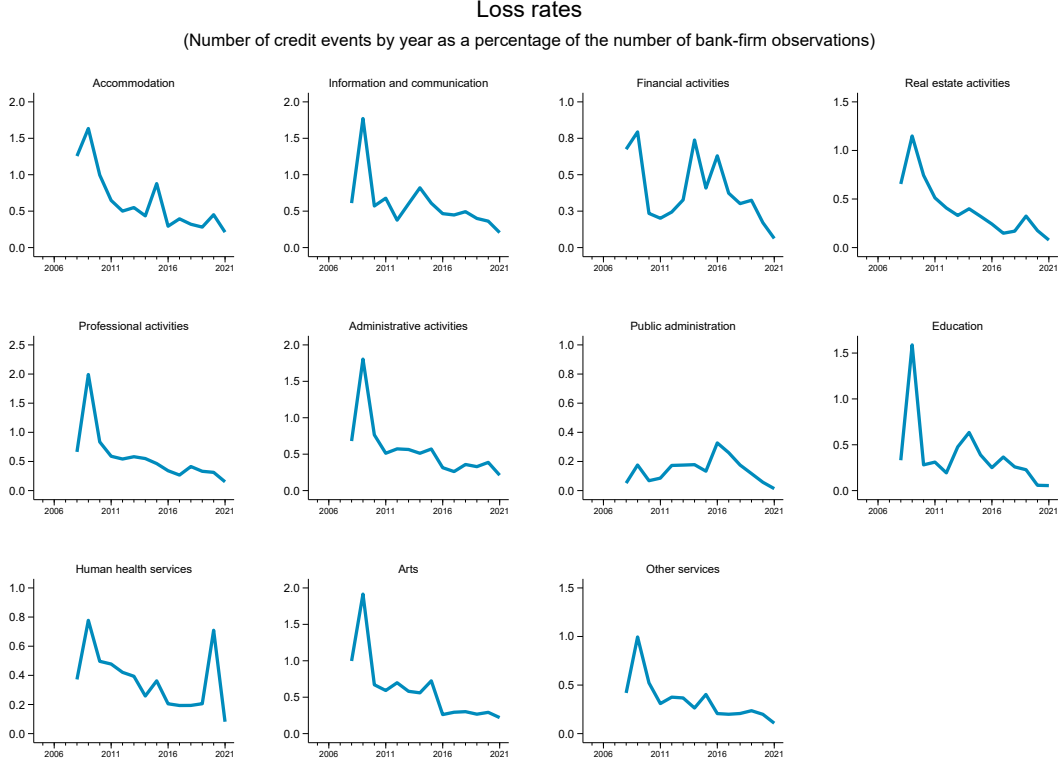 Loss rates
(Number of credit events by year as a percentage of the number of bank-firm observations)
Accommodation
2.0
1.5
1.0
0.5
0.0
2006 2011 2016 2021
Information and communication
2.0
1.5
1.0
0.5
0.0
2006 2011 2016 2021
Financial activities
1.0
0.8
0.5
0.3
0.0
2006 2011 2016 2021
Real estate activities
1.5
1.0
0.5
0.0
2006 2011 2016 2021
Professional activities
2.5
2.0
1.5
1.0
0.5
0.0
2006 2011 2016 2021
Administrative activities
2.0
1.5
1.0
0.5
0.0
2006 2011 2016 2021
Public administration
1.0
0.8
0.6
0.4
0.2
0.0
2006 2011 2016 2021
Education
1.5
1.0
0.5
0.0
2006 2011 2016 2021
Human health services
1.0
0.8
0.6
0.4
0.2
0.0
2006 2011 2016 2021
Arts
2.0
1.5
1.0
0.5
0.0
2006 2011 2016 2021
Other services
1.5
1.0
0.5
0.0
2006 2011 2016 2021